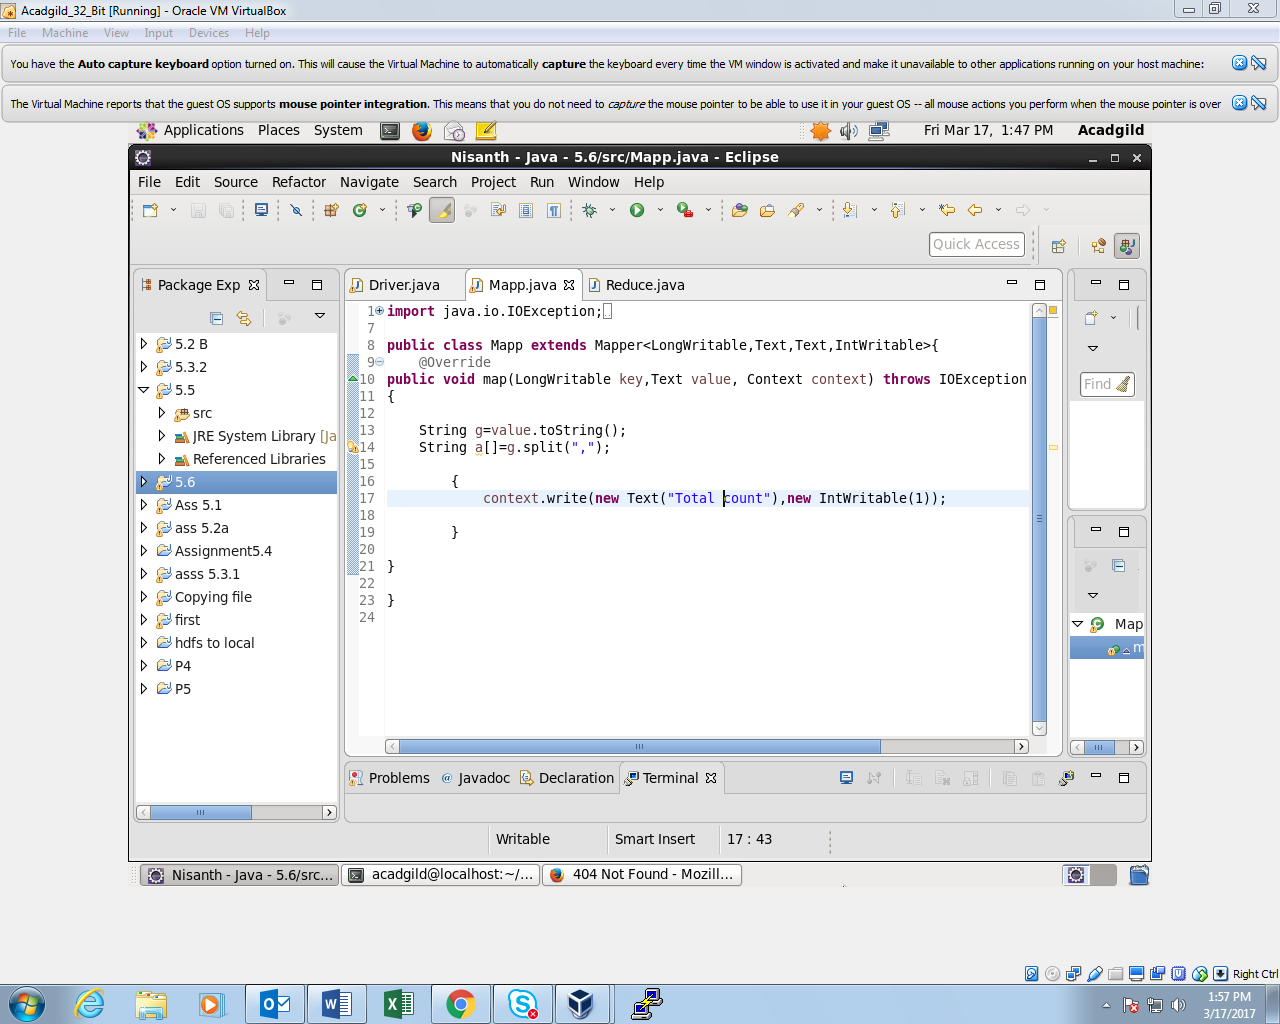 Acadgild_32_Bit [Running] - Oracle VM VirtualBox
File Machine View Input Devices Help
You have the Auto capture keyboard option turned on. This will cause the Virtual Machine to automatically capture the keyboard every time the VM window is activated and make it unavailable to other applications running on your host machine:
The Virtual Machine reports that the guest OS supports mouse pointer integration. This means that you do not need to capture the mouse pointer to be able to use it in your guest OS -- all mouse actions you perform when the mouse pointer is over
Applications Places System Fri Mar 17, 1:47 PM Acadgild
Nisanth - Java - 5.6/src/Mapp.java - Eclipse
File Edit Source Refactor Navigate Search Project Run Window Help
Quick Access
Package Exp
Driver.java Mapp.java Reduce.java
5.2 B
5.3.2
5.5
src
JRE System Library [Ja
Referenced Libraries
5.6
Ass 5.1
ass 5.2a
Assignment5.4
asss 5.3.1
Copying file
first
hdfs to local
P4
P5
1 import java.io.IOException;
7
8 public class Mapp extends Mapper<LongWritable,Text,Text,IntWritable>{
9 @Override
10 public void map(LongWritable key,Text value, Context context) throws IOException
11 {
12
13 String g=value.toString();
14 String a[]=g.split(",");
15
16 {
17 context.write(new Text("Total count"),new IntWritable(1));
18
19 }
20
21 }
22
23 }
24
Find
Map
m
Problems Javadoc Declaration Terminal
Writable Smart Insert 17 : 43
Nisanth - Java - 5.6/src... acadgild@localhost:~/... 404 Not Found - Mozill...
Right Ctrl
1:57 PM
3/17/2017